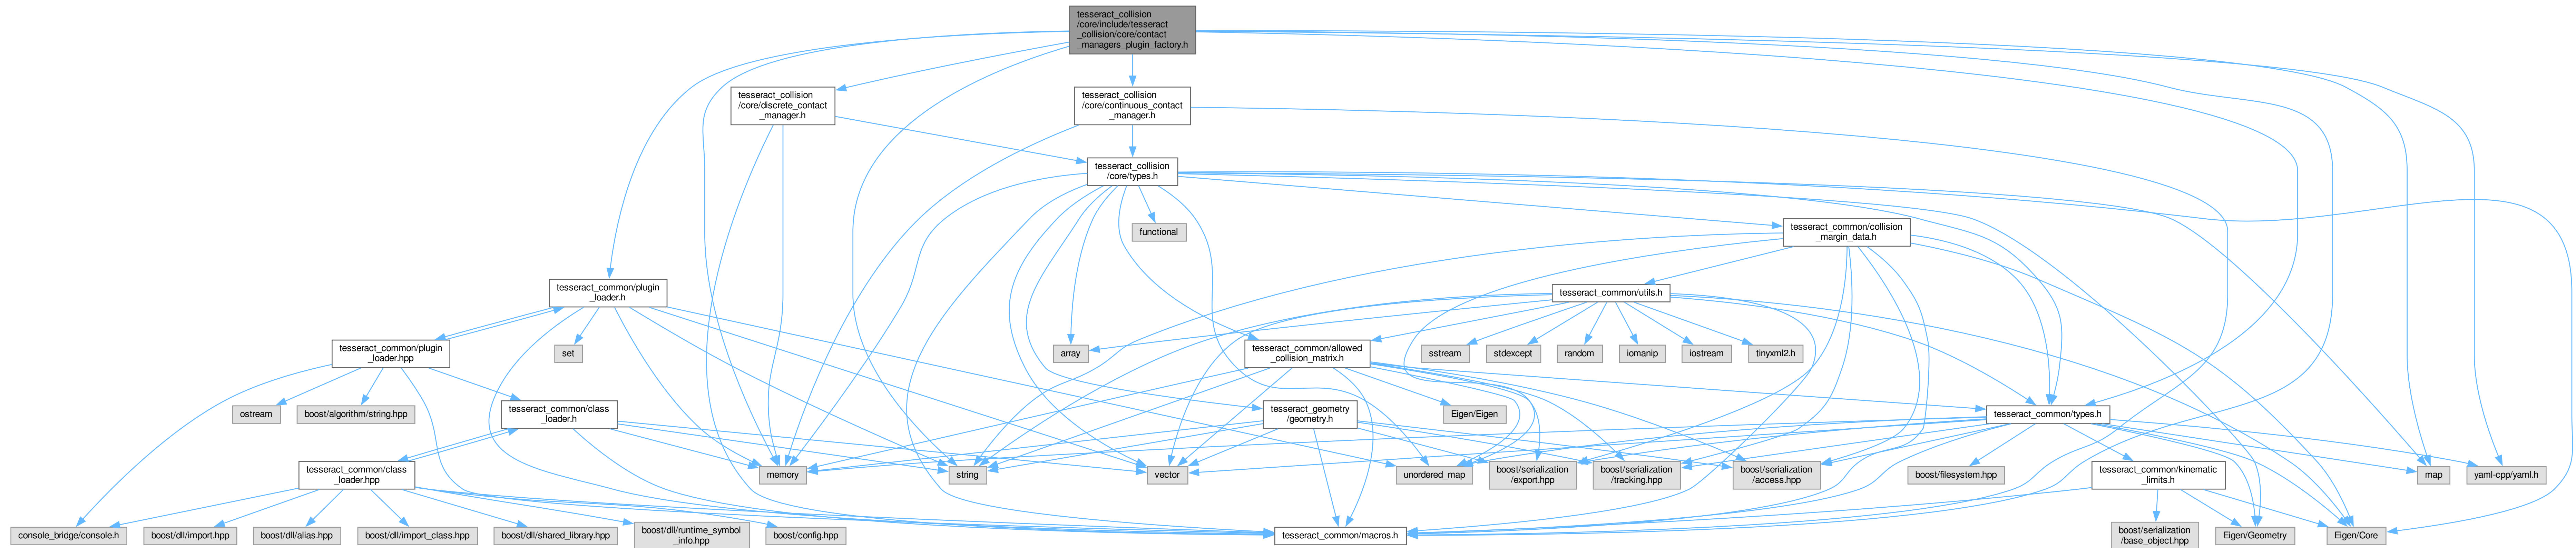 tesseract_collision
/core/include/tesseract
_collision/core/contact
_managers_plugin_factory.h
tesseract_collision
/core/discrete_contact
_manager.h
tesseract_collision
/core/continuous_contact
_manager.h
tesseract_collision
/core/types.h
functional
tesseract_common/collision
_margin_data.h
tesseract_common/plugin
_loader.h
tesseract_common/utils.h
tesseract_common/plugin
_loader.hpp
set
array
tesseract_common/allowed
_collision_matrix.h
sstream
stdexcept
random
iomanip
iostream
tinyxml2.h
ostream
boost/algorithm/string.hpp
tesseract_common/class
_loader.h
tesseract_geometry
/geometry.h
Eigen/Eigen
tesseract_common/types.h
tesseract_common/class
_loader.hpp
memory
string
vector
unordered_map
boost/serialization
/export.hpp
boost/serialization
/tracking.hpp
boost/serialization
/access.hpp
boost/filesystem.hpp
tesseract_common/kinematic
_limits.h
map
yaml-cpp/yaml.h
console_bridge/console.h
boost/dll/import.hpp
boost/dll/alias.hpp
boost/dll/import_class.hpp
boost/dll/shared_library.hpp
boost/dll/runtime_symbol
_info.hpp
boost/config.hpp
tesseract_common/macros.h
boost/serialization
/base_object.hpp
Eigen/Geometry
Eigen/Core